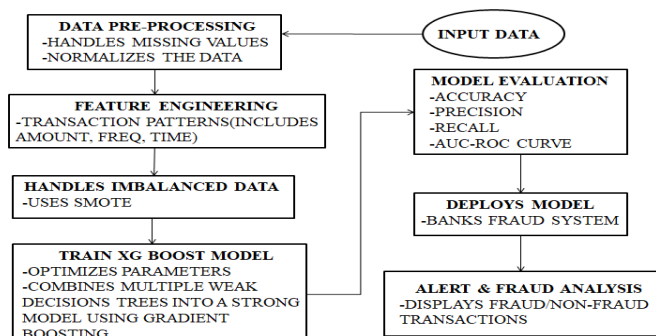 INPUT DATA
DATA PRE-PROCESSING
-HANDLES MISSING VALUES
-NORMALIZES THE DATA
FEATURE ENGINEERING
-TRANSACTION PATTERNS(INCLUDES
AMOUNT, FREQ, TIME)
HANDLES IMBALANCED DATA
-USES SMOTE
TRAIN XG BOOST MODEL
-OPTIMIZES PARAMETERS
-COMBINES MULTIPLE WEAK
DECISIONS TREES INTO A STRONG
MODEL USING GRADIENT
BOOSTING
MODEL EVALUATION
-ACCURACY
-PRECISION
-RECALL
-AUC-ROC CURVE
DEPLOYS MODEL
-BANKS FRAUD SYSTEM
ALERT & FRAUD ANALYSIS
-DISPLAYS FRAUD/NON-FRAUD
TRANSACTIONS